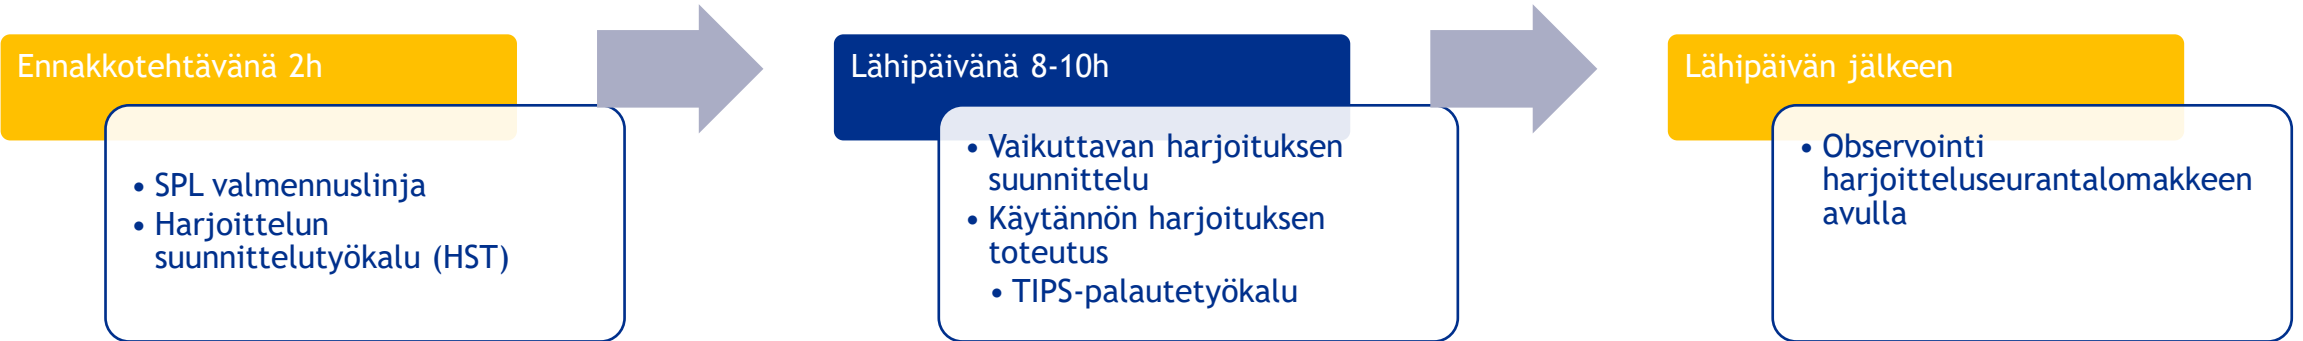 Ennakkotehtävänä 2h
• SPL valmennuslinja
• Harjoittelun
suunnittelutyökalu (HST)
Lähipäivänä 8-10h
• Vaikuttavan harjoituksen
suunnittelu
• Käytännön harjoituksen
toteutus
• TIPS-palautetyökalu
Lähipäivän jälkeen
• Observointi
harjoitteluseurantalomakkeen
avulla